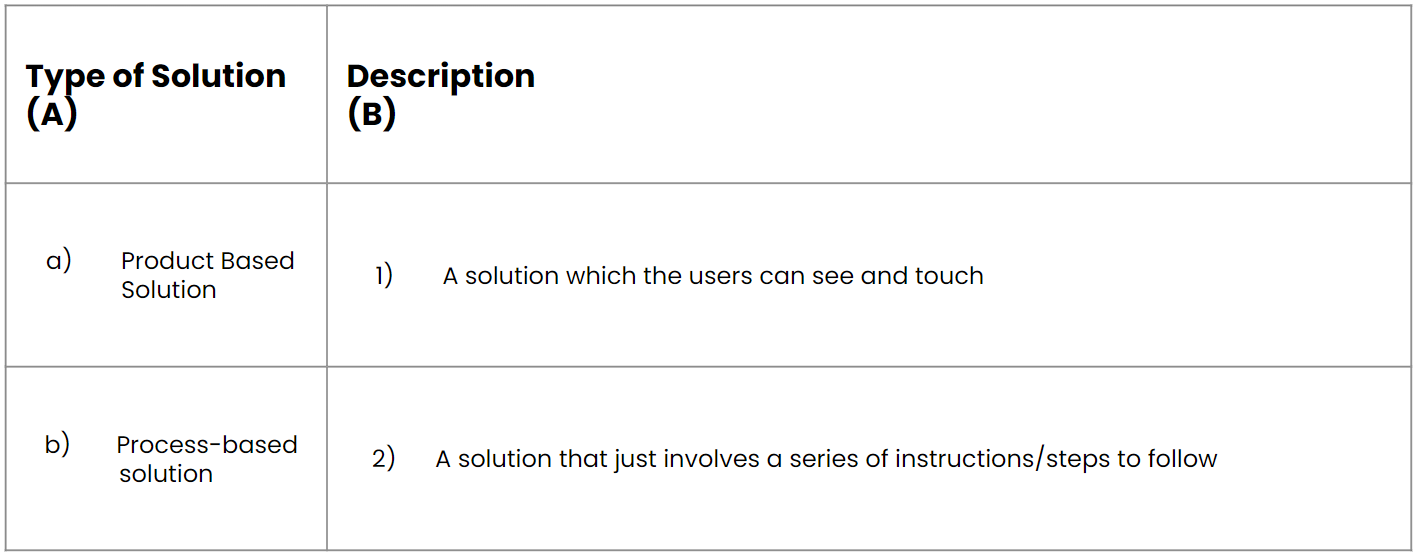 Type of Solution
(A)
Description
(B)
a) Product Based
Solution
1) A solution which the users can see and touch
b) Process-based
solution
2) A solution that just involves a series of instructions/steps to follow